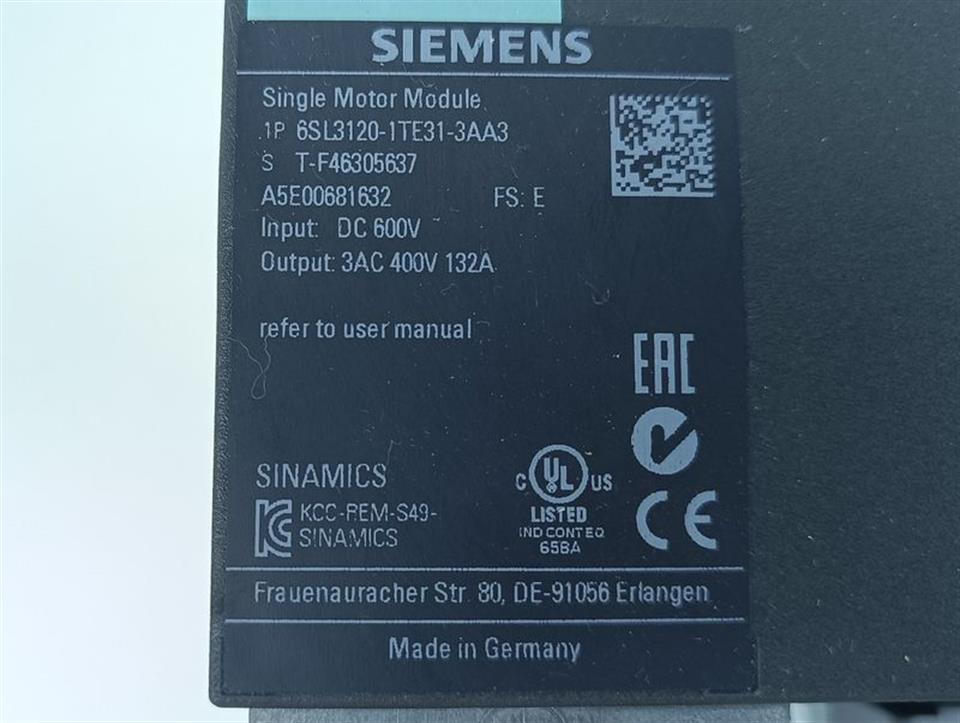 SIEMENS
Single Motor Module
1P 6SL3120-1TE31-3AA3
S T-F46305637
A5E00681632 FS: E
Input: DC 600V
Output: 3AC 400V 132A
refer to user manual
EAC
SINAMICS
C UL US
LISTED
IND CONT EQ
65BA
KCC-REM-S49-
SINAMICS
CE
Frauenauracher Str. 80, DE-91056 Erlangen
Made in Germany